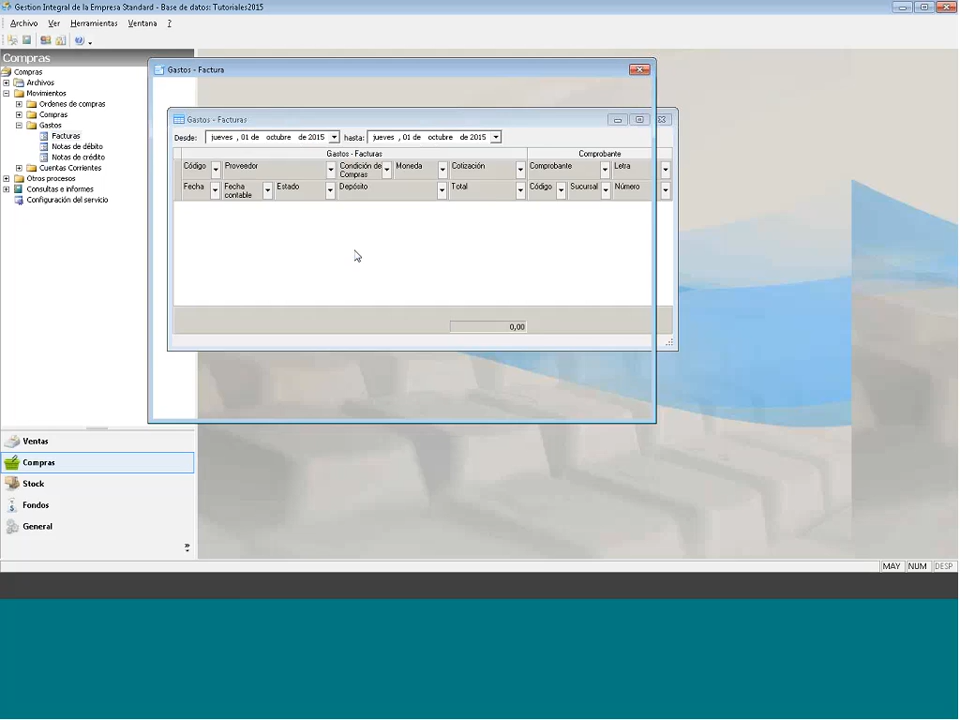 Gestion Integral de la Empresa Standard - Base de datos: Tutoriales2015
Archivo Ver Herramientas Ventana ?
Compras
Compras
Archivos
Movimientos
Ordenes de compras
Compras
Gastos
Facturas
Notas de débito
Notas de crédito
Cuentas Corrientes
Otros procesos
Consultas e informes
Configuración del servicio
Gastos - Factura
Gastos - Facturas
Desde: jueves , 01 de octubre de 2015 hasta: jueves , 01 de octubre de 2015
Gastos - Facturas Comprobante
Código Proveedor Condición de Compras Moneda Cotización Comprobante Letra
Fecha Fecha contable Estado Depósito Total Código Sucursal Número
0,00
Ventas
Compras
Stock
Fondos
General
MAY NUM DESP